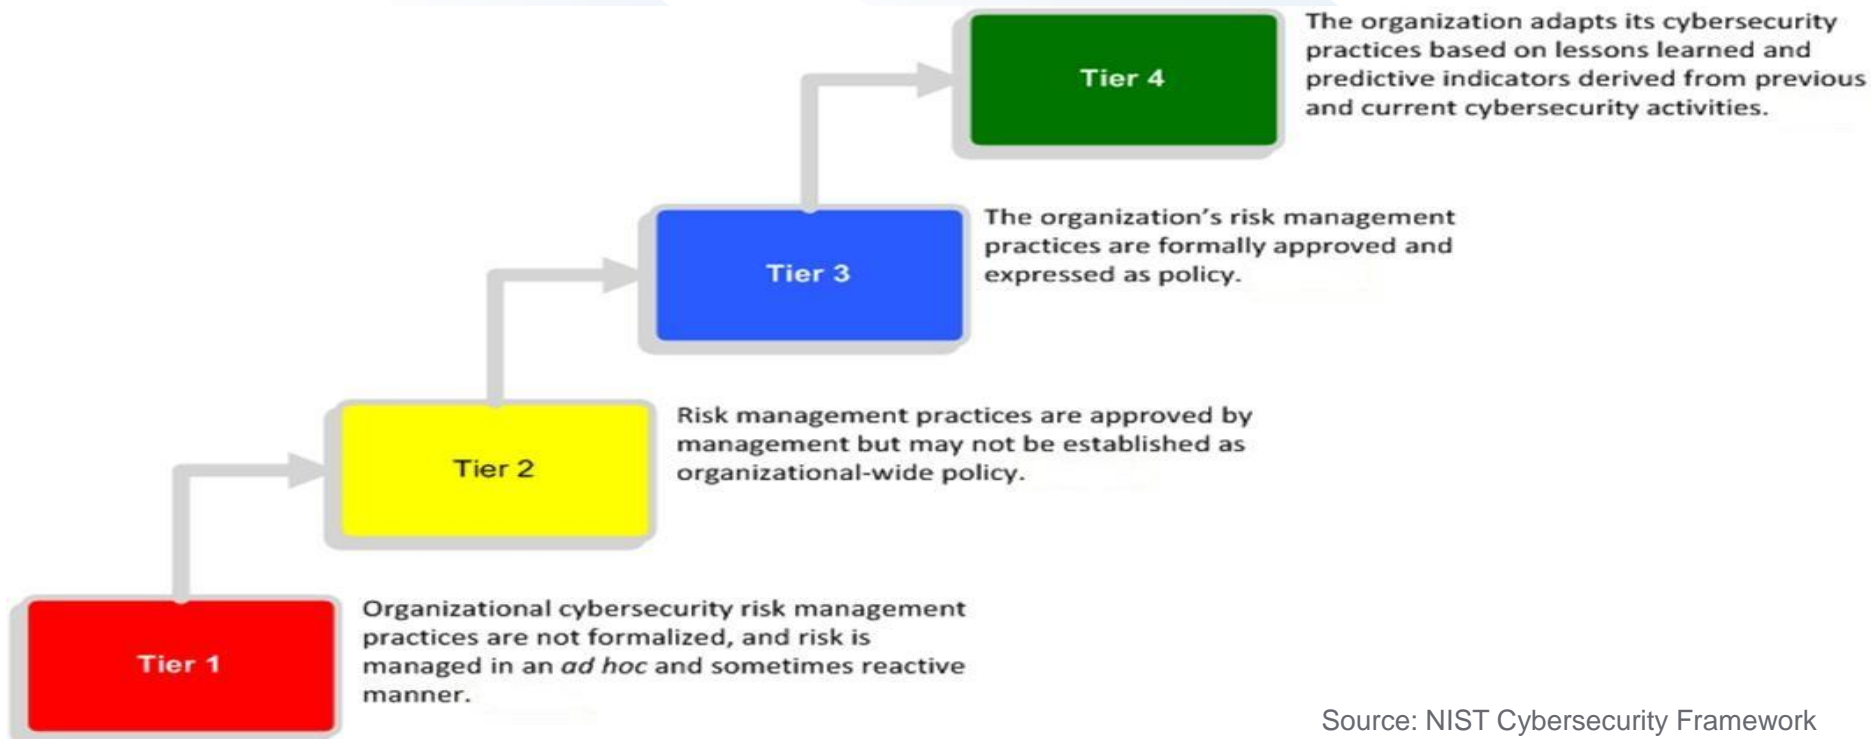 Tier 4
The organization adapts its cybersecurity
practices based on lessons learned and
predictive indicators derived from previous
and current cybersecurity activities.
Tier 3
The organization’s risk management
practices are formally approved and
expressed as policy.
Tier 2
Risk management practices are approved by
management but may not be established as
organizational-wide policy.
Tier 1
Organizational cybersecurity risk management
practices are not formalized, and risk is
managed in an ad hoc and sometimes reactive
manner.
Source: NIST Cybersecurity Framework